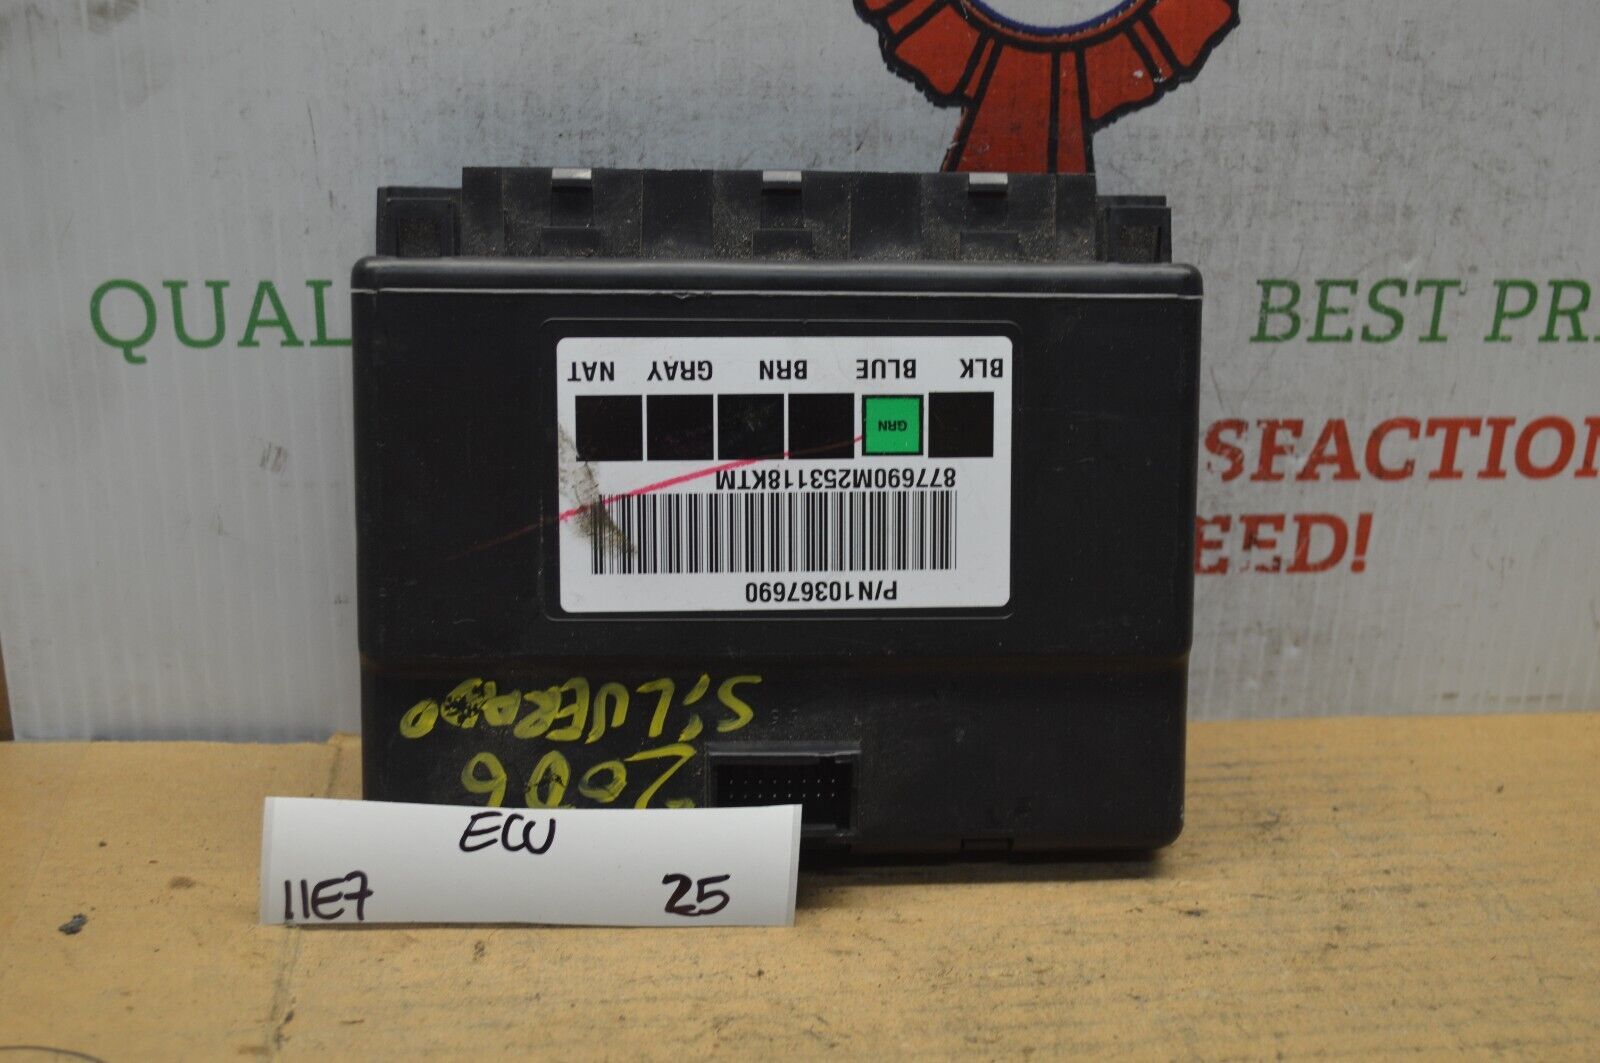 QUAL
BEST PR
SFACTION
EED!
P/N10367690
877690M253118KTM
GRN
BLK BLUE BRN GRAY NAT
2006
SiLVERADO
ECU
11E7 25